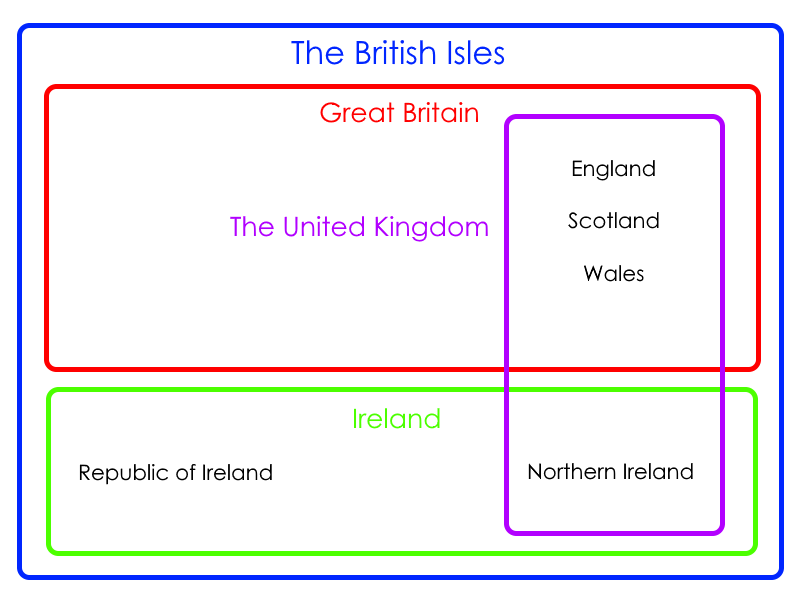 The British Isles
Great Britain
England
Scotland
The United Kingdom
Wales
Ireland
Republic of Ireland
Northern Ireland